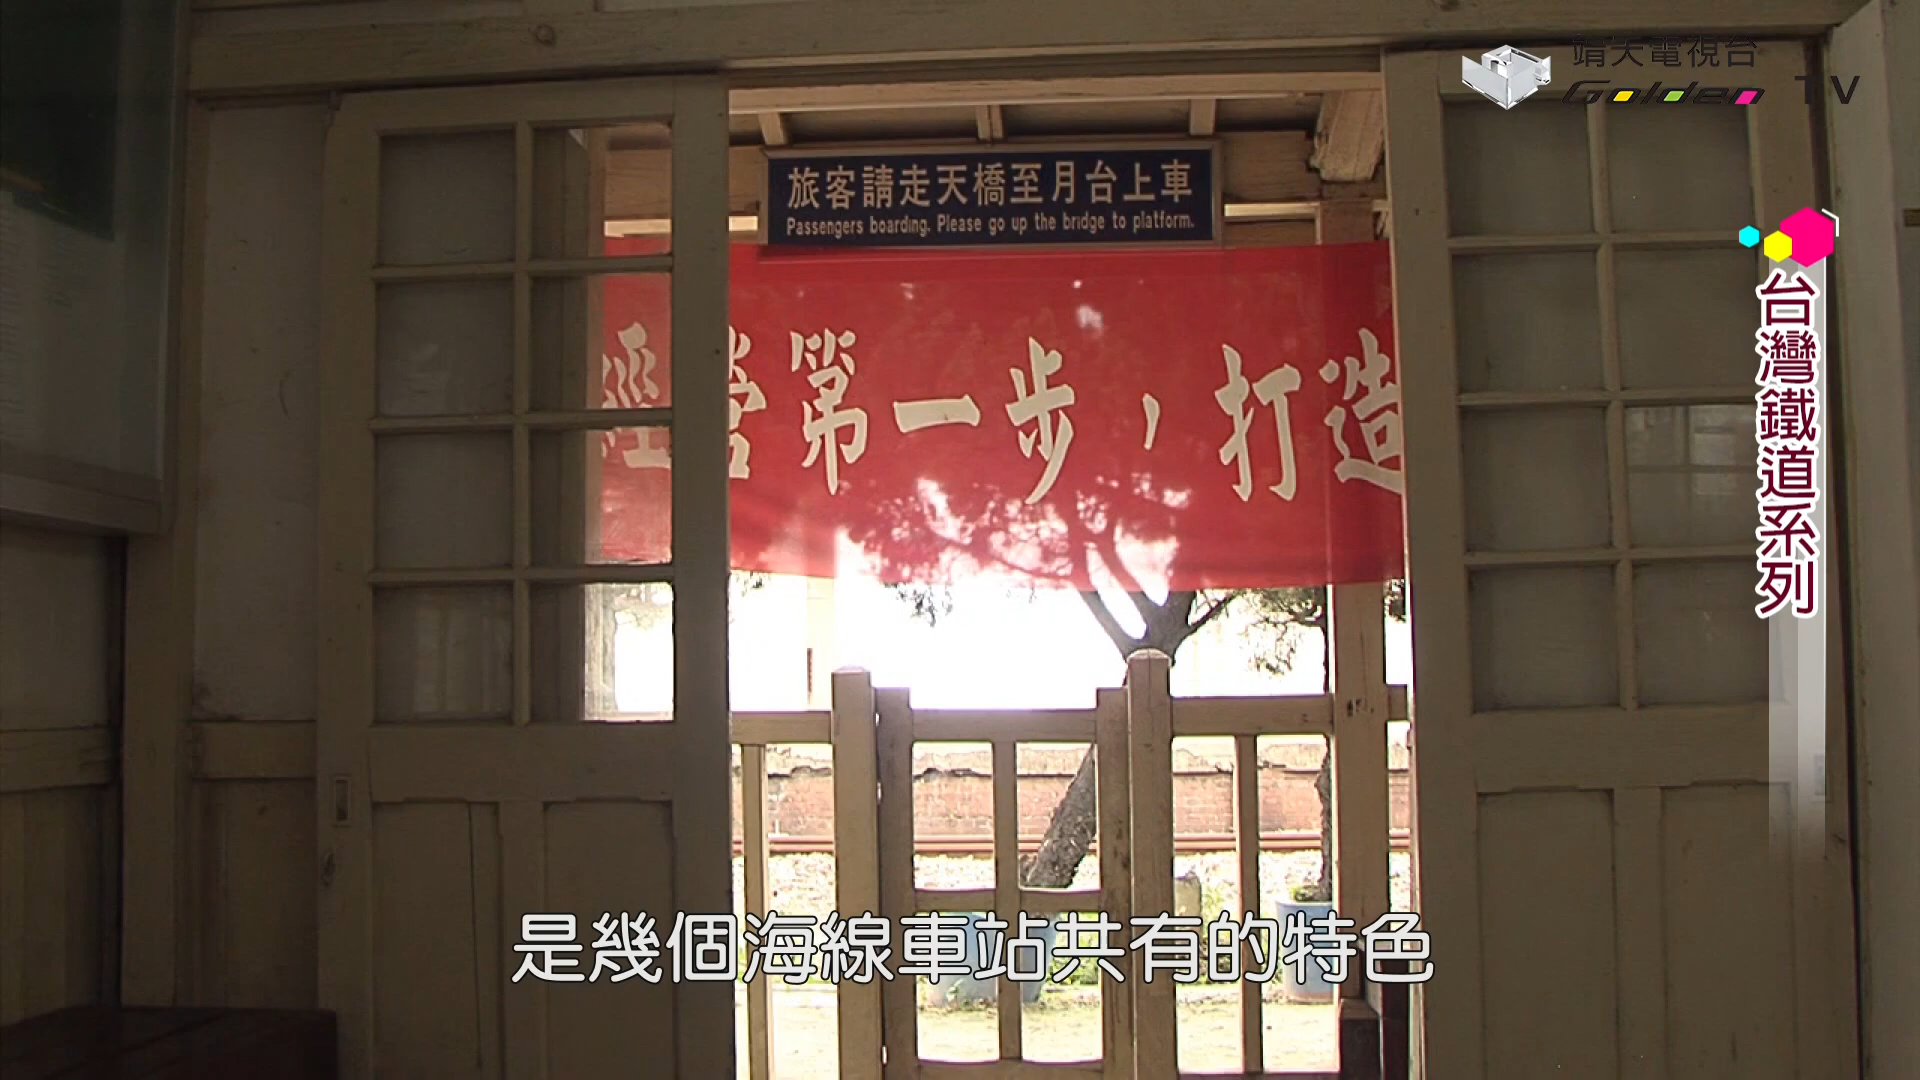 靖天電視台
Golden TV
旅客請走天橋至月台上車
Passengers boarding. Please go up the bridge to platform.
經營第一步，打造
台灣鐵道系列
是幾個海線車站共有的特色